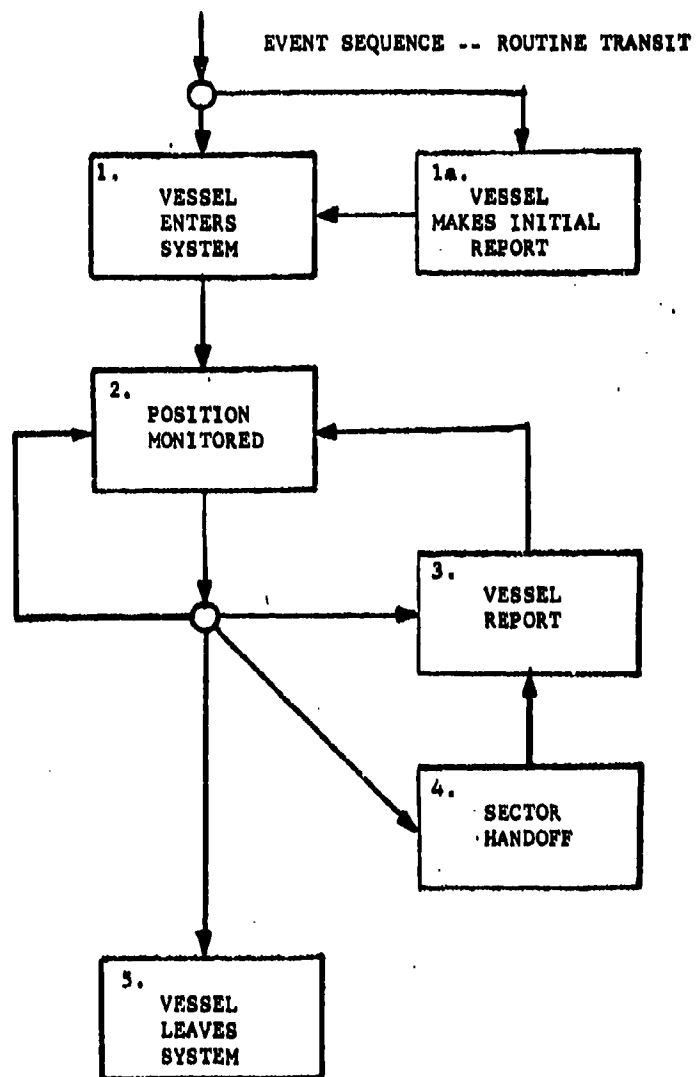 EVENT SEQUENCE -- ROUTINE TRANSIT
1.
VESSEL
ENTERS
SYSTEM
1a.
VESSEL
MAKES INITIAL
REPORT
2.
POSITION
MONITORED
3.
VESSEL
REPORT
4.
SECTOR
HANDOFF
5.
VESSEL
LEAVES
SYSTEM